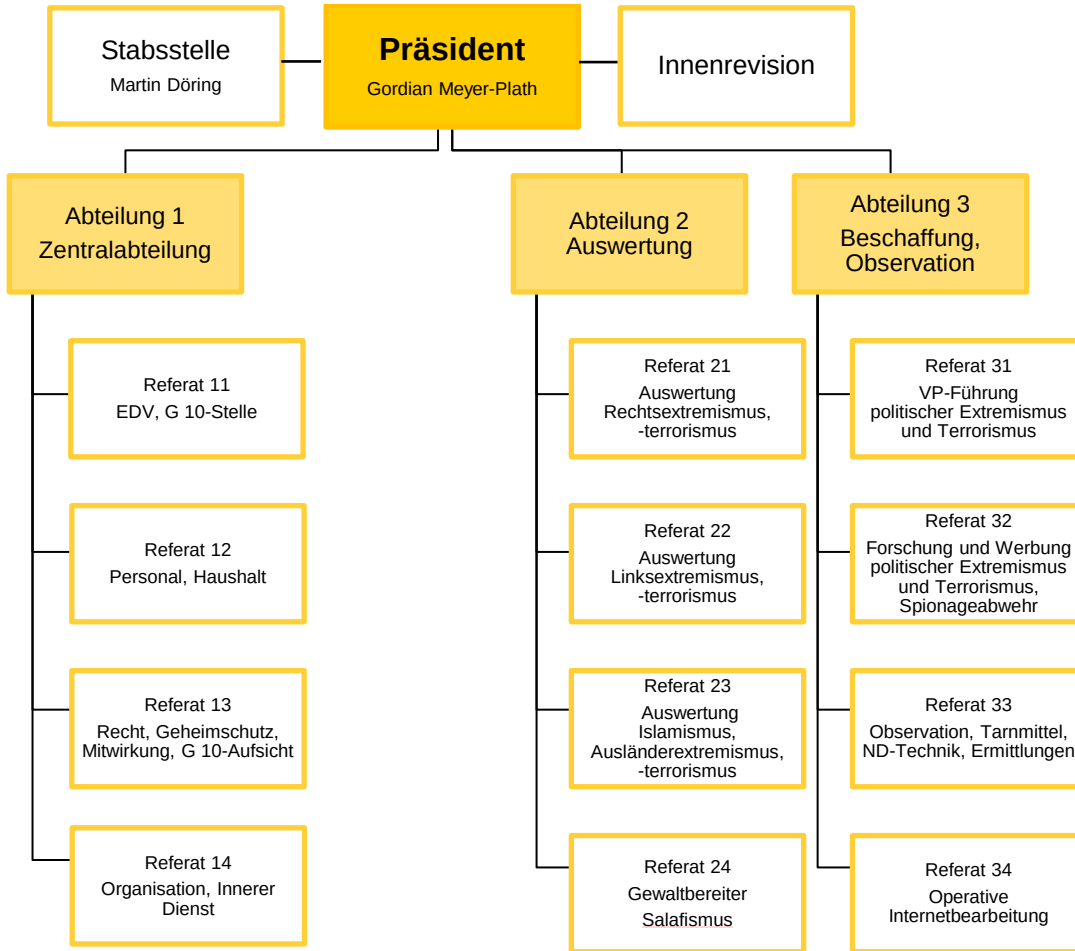 Stabsstelle
Martin Döring
Präsident
Gordian Meyer-Plath
Innenrevision
Abteilung 1
Zentralabteilung
Referat 11
EDV, G 10-Stelle
Referat 12
Personal, Haushalt
Referat 13
Recht, Geheimschutz,
Mitwirkung, G 10-Aufsicht
Referat 14
Organisation, Innerer
Dienst
Abteilung 2
Auswertung
Referat 21
Auswertung
Rechtsextremismus,
-terrorismus
Referat 22
Auswertung
Linksextremismus,
-terrorismus
Referat 23
Auswertung
Islamismus,
Ausländerextremismus,
-terrorismus
Referat 24
Gewaltbereiter
Salafismus
Abteilung 3
Beschaffung,
Observation
Referat 31
VP-Führung
politischer Extremismus
und Terrorismus
Referat 32
Forschung und Werbung
politischer Extremismus
und Terrorismus,
Spionageabwehr
Referat 33
Observation, Tarnmittel,
ND-Technik, Ermittlungen
Referat 34
Operative
Internetbearbeitung